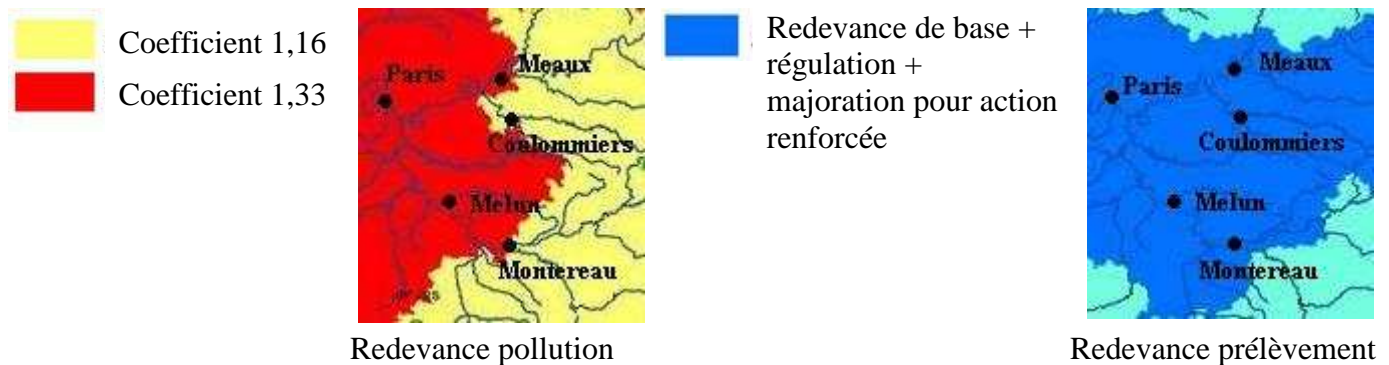 Coefficient 1,16
Coefficient 1,33
Paris
Meaux
Coulommiers
Melun
Montereau
Redevance pollution
Redevance de base +
régulation +
majoration pour action
renforcée
Paris
Meaux
Coulommiers
Melun
Montereau
Redevance prélèvement